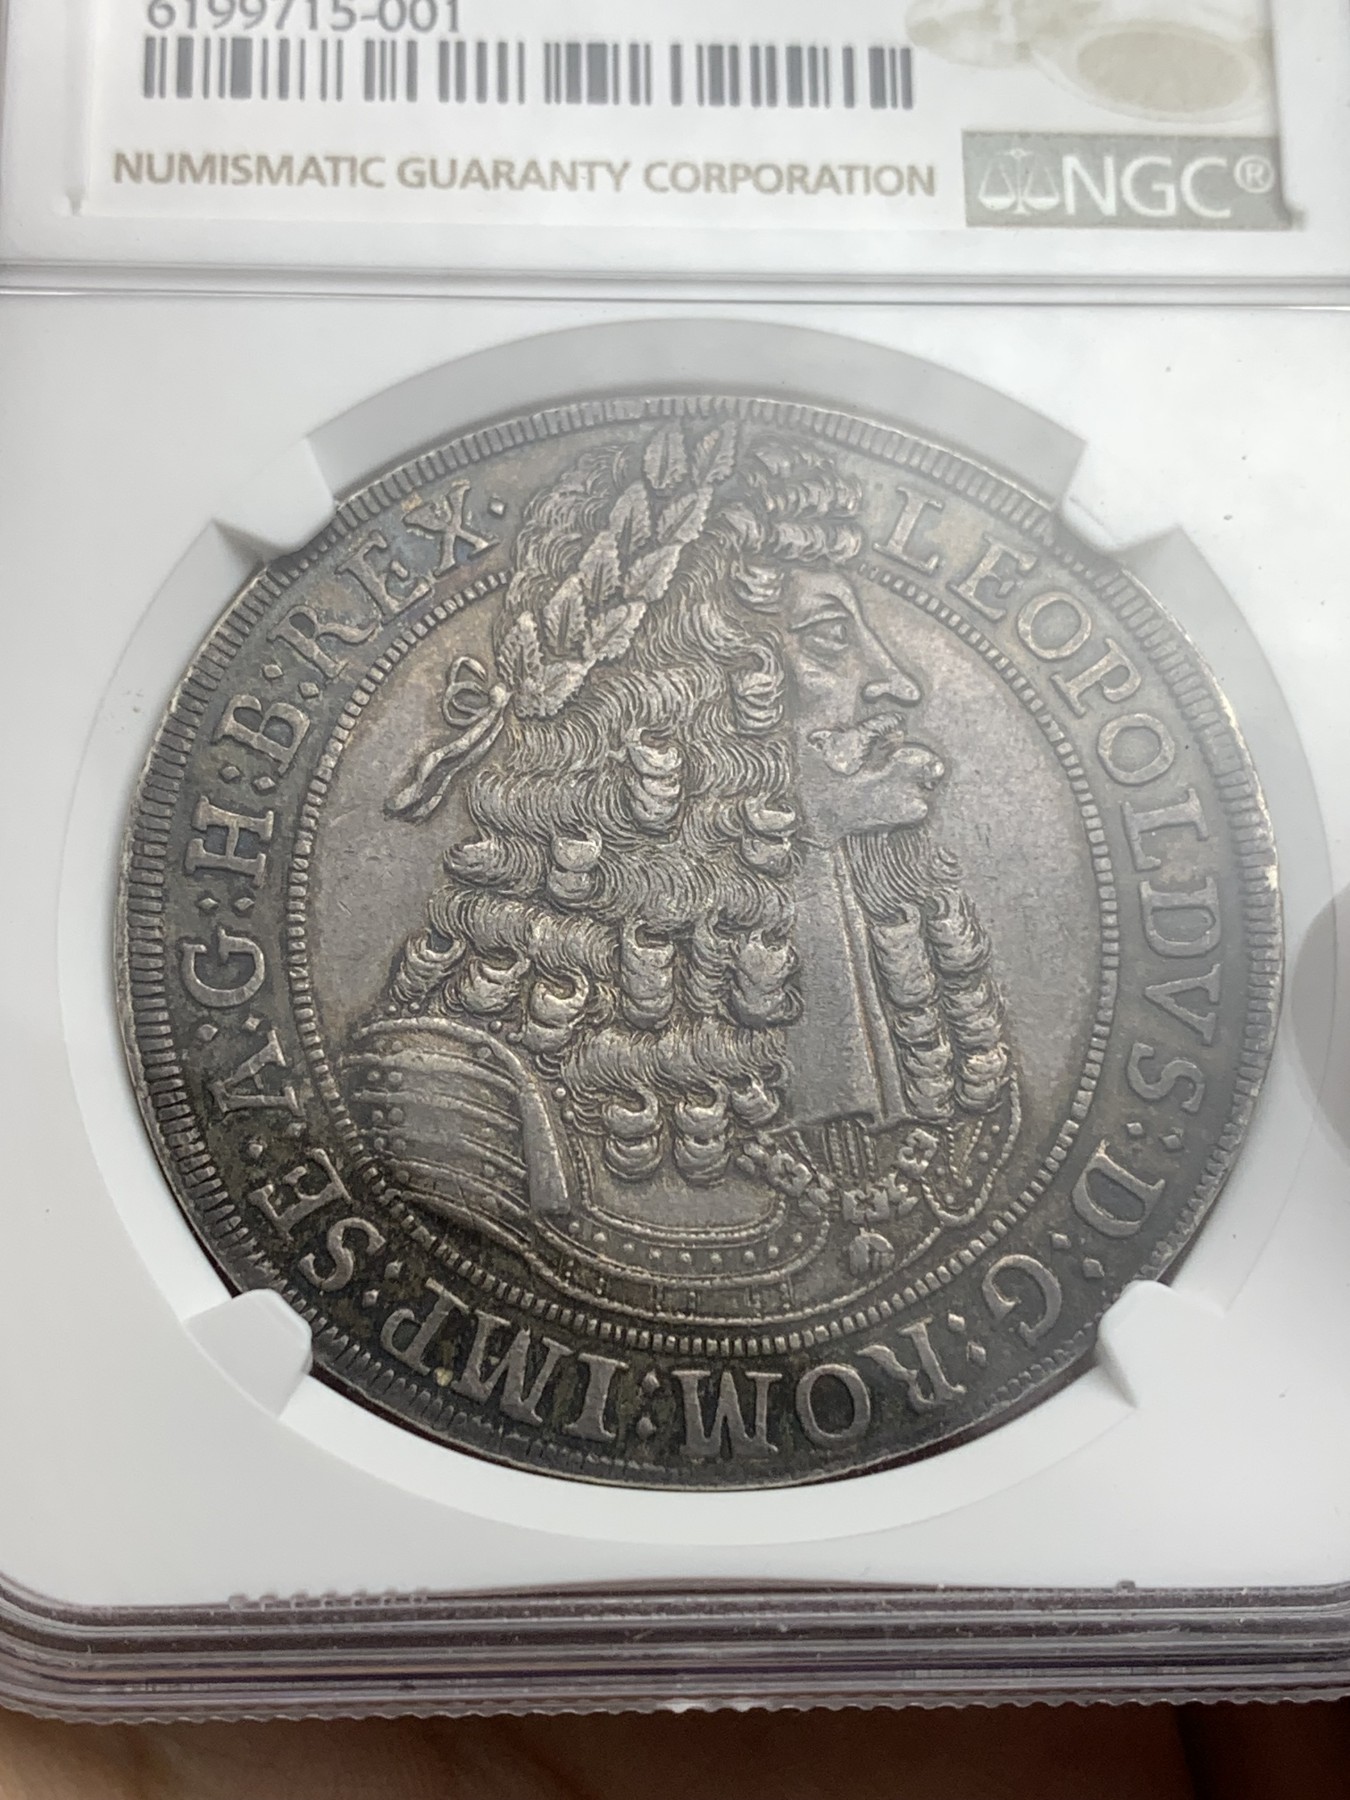 6199715-001
NUMISMATIC GUARANTY CORPORATION
NGC®
LEOPOLDVS:D:G:ROM:IMP:SE·A·G:H:B:REX·